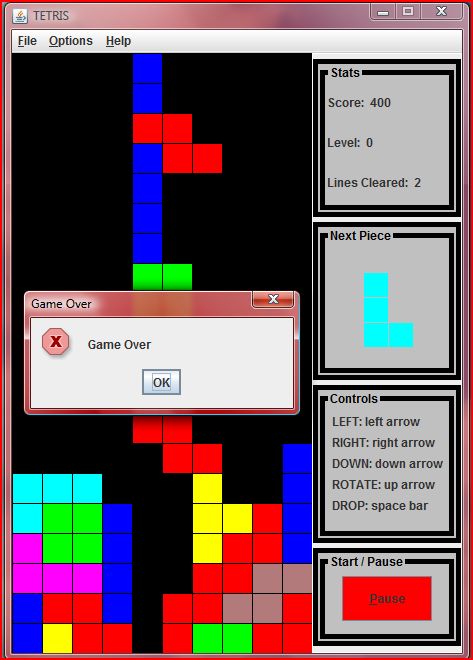 TETRIS
File Options Help
Stats
Score: 400
Level: 0
Lines Cleared: 2
Next Piece
Game Over
Game Over
OK
Controls
LEFT: left arrow
RIGHT: right arrow
DOWN: down arrow
ROTATE: up arrow
DROP: space bar
Start / Pause
Pause